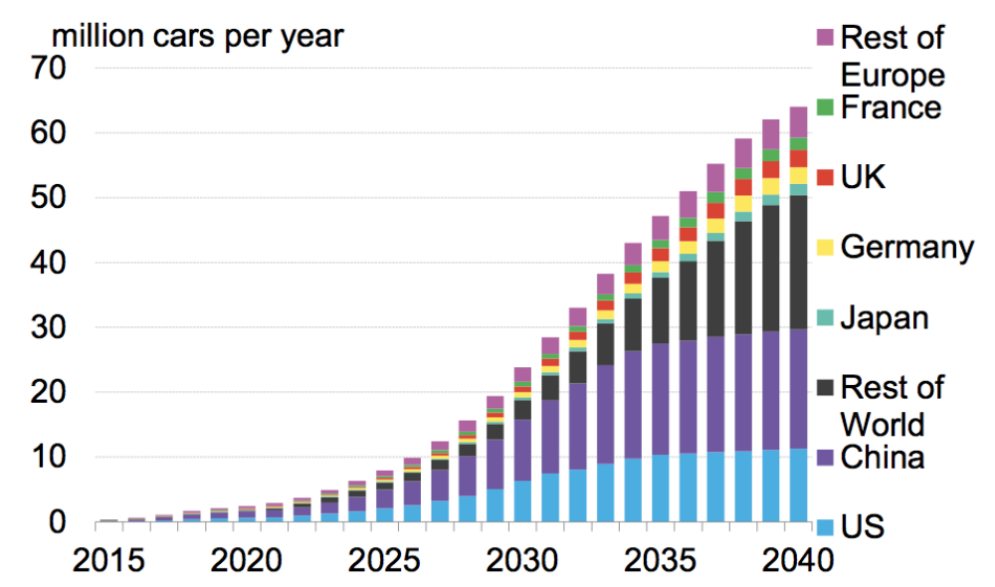 million cars per year
70
60
50
40
30
20
10
0
2015 2020 2025 2030 2035 2040
Rest of
Europe
France
UK
Germany
Japan
Rest of
World
China
US